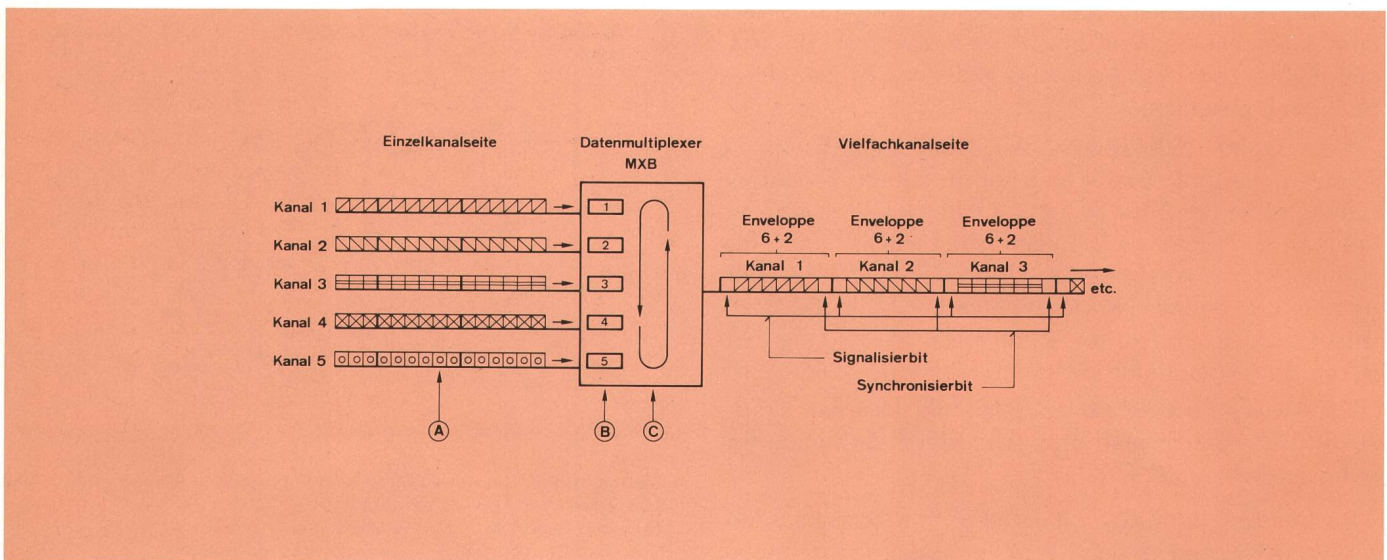 Einzelkanalseite
Datenmultiplexer
MXB
Vielfachkanalseite
Kanal 1
Kanal 2
Kanal 3
Kanal 4
Kanal 5
1
2
3
4
5
A
B
C
Enveloppe
6+2
Enveloppe
6+2
Enveloppe
6+2
Kanal 1
Kanal 2
Kanal 3
etc.
Signalisierbit
Synchronisierbit